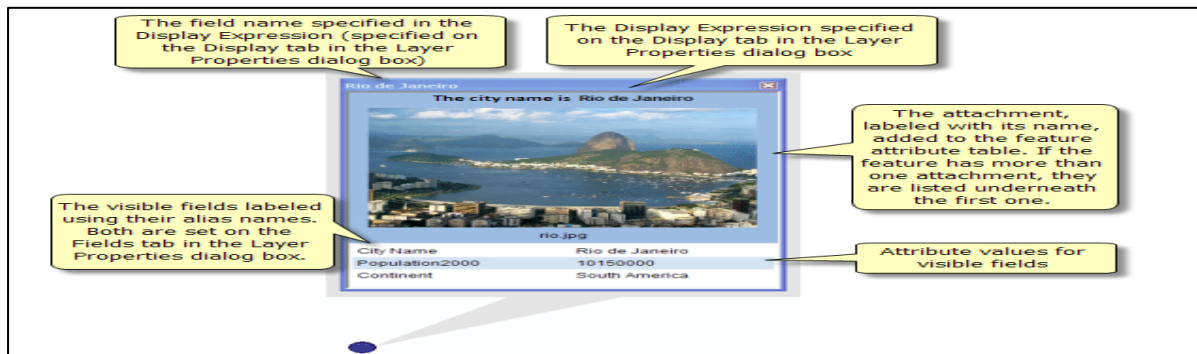 The field name specified in the
Display Expression (specified on
the Display tab in the Layer
Properties dialog box)
The Display Expression specified
on the Display tab in the Layer
Properties dialog box
Rio de Janeiro
The city name is Rio de Janeiro
The attachment,
labeled with its name,
added to the feature
attribute table. If the
feature has more than
one attachment, they
are listed underneath
the first one.
The visible fields labeled
using their alias names.
Both are set on the
Fields tab in the Layer
Properties dialog box.
rio.jpg
City Name Rio de Janeiro
Population2000 10150000
Continent South America
Attribute values for
visible fields